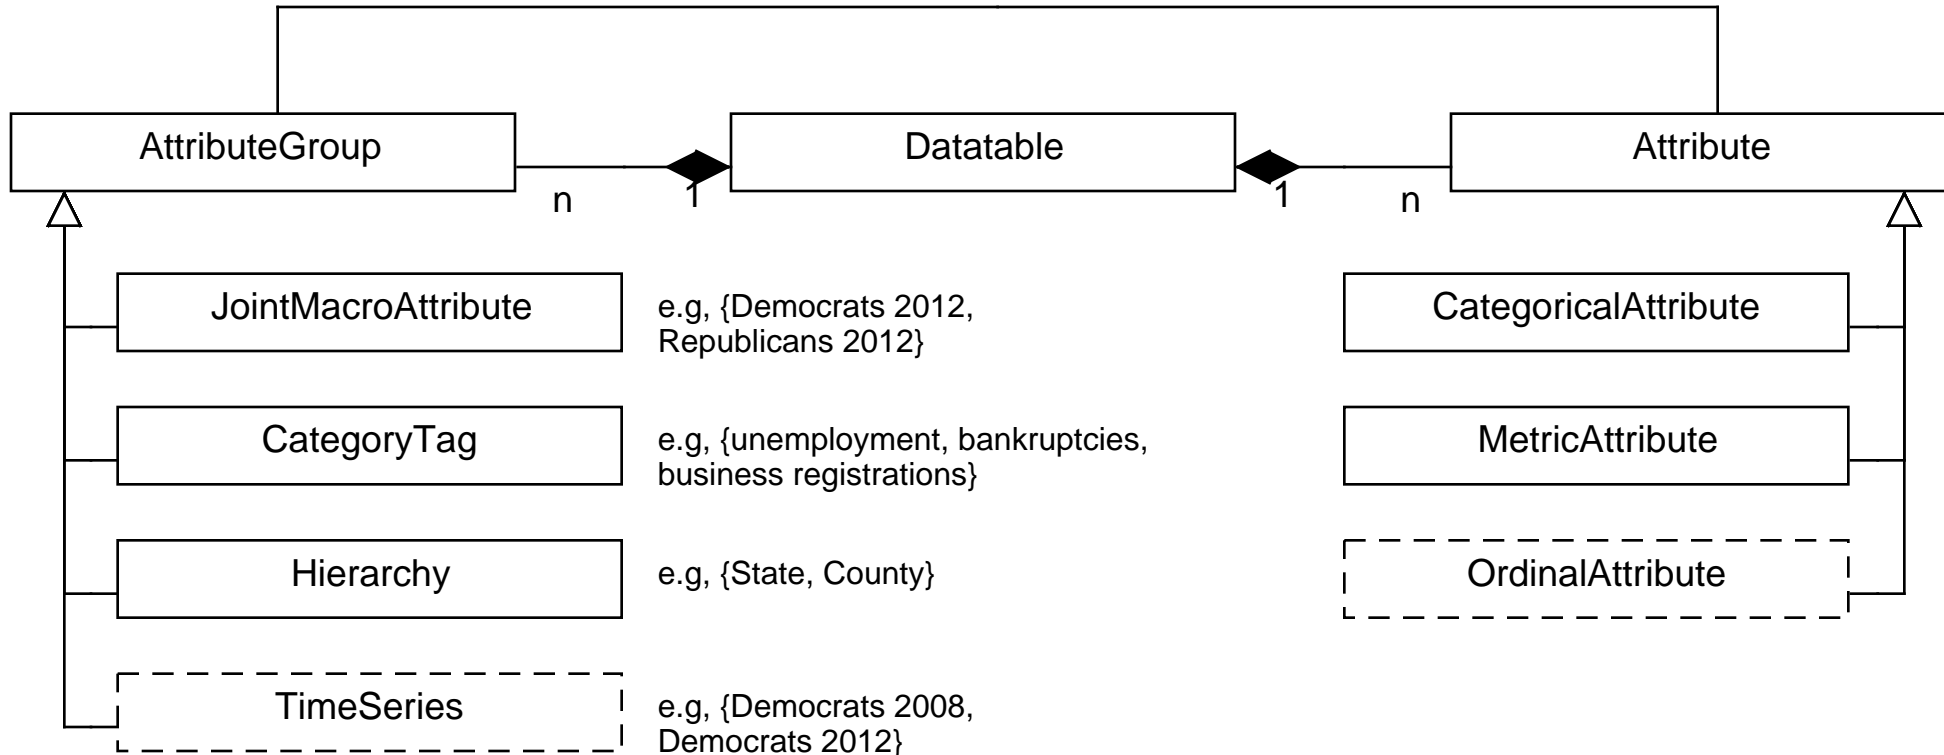 AttributeGroup
Datatable
Attribute
n
1
1
n
JointMacroAttribute
e.g, {Democrats 2012,
Republicans 2012}
CategoricalAttribute
CategoryTag
e.g, {unemployment, bankruptcies,
business registrations}
MetricAttribute
Hierarchy
e.g, {State, County}
OrdinalAttribute
TimeSeries
e.g, {Democrats 2008,
Democrats 2012}